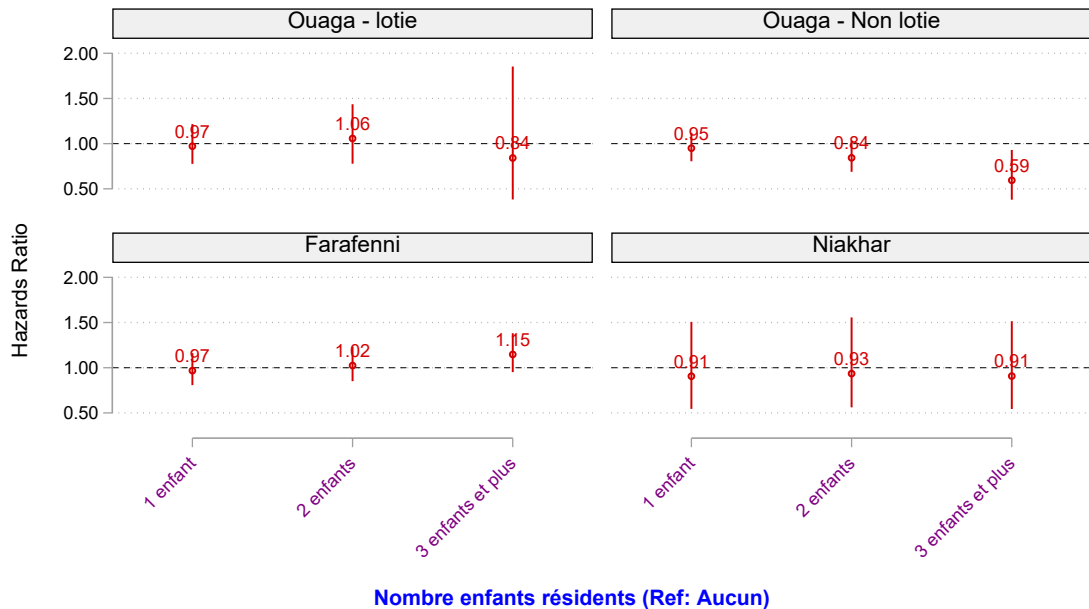 Ouaga - lotie
Ouaga - Non lotie
2.00
1.50
1.00
0.50
0.97
1.06
0.84
0.95
0.84
0.59
Farafenni
Niakhar
2.00
1.50
1.00
0.50
0.97
1.02
1.15
0.91
0.93
0.91
Hazards Ratio
1 enfant
2 enfants
3 enfants et plus
1 enfant
2 enfants
3 enfants et plus
Nombre enfants résidents (Ref: Aucun)